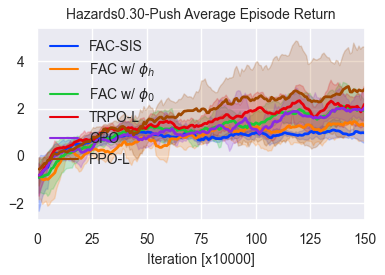 Hazards0.30-Push Average Episode Return
FAC-SIS
FAC w/ ϕh
FAC w/ ϕ0
TRPO-L
CPO
PPO-L
4
2
0
−2
0 25 50 75 100 125 150
Iteration [x10000]